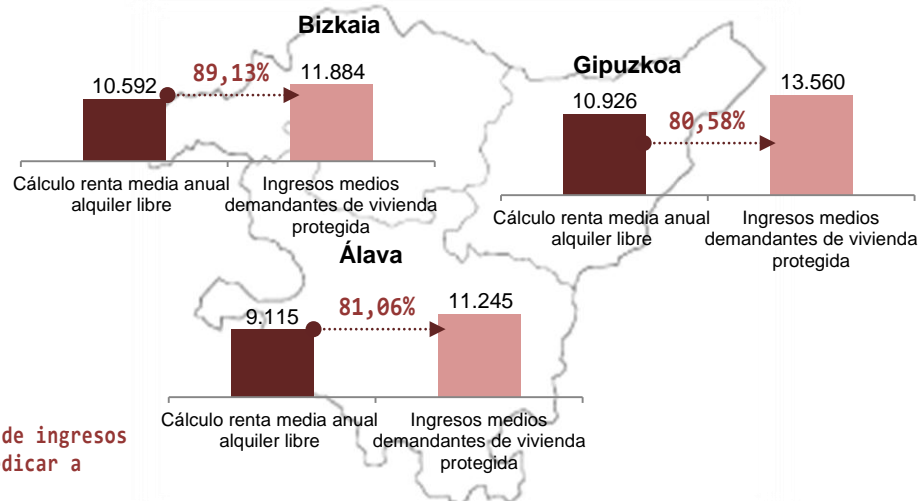 Bizkaia
10.592
89,13%
11.884
Cálculo renta media anual
alquiler libre
Ingresos medios
demandantes de vivienda
protegida
Gipuzkoa
10.926
80,58%
13.560
Cálculo renta media anual
alquiler libre
Ingresos medios
demandantes de vivienda
protegida
Álava
9.115
81,06%
11.245
Cálculo renta media anual
alquiler libre
Ingresos medios
demandantes de vivienda
protegida
de ingresos
dicar a